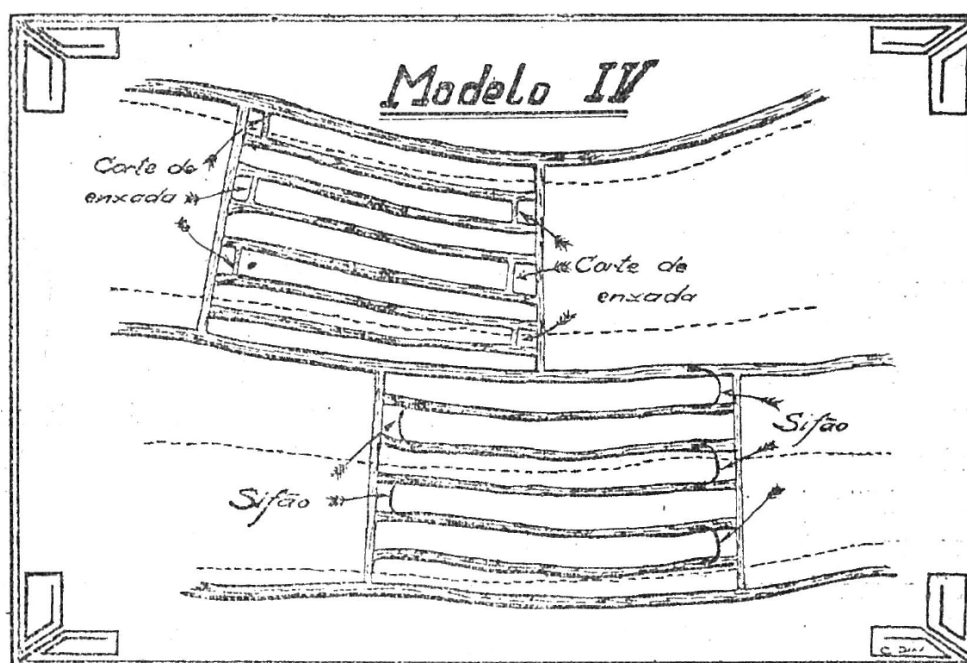 Modelo IV
Corte de
enxada
Corte de
enxada
Sifão
Sifão